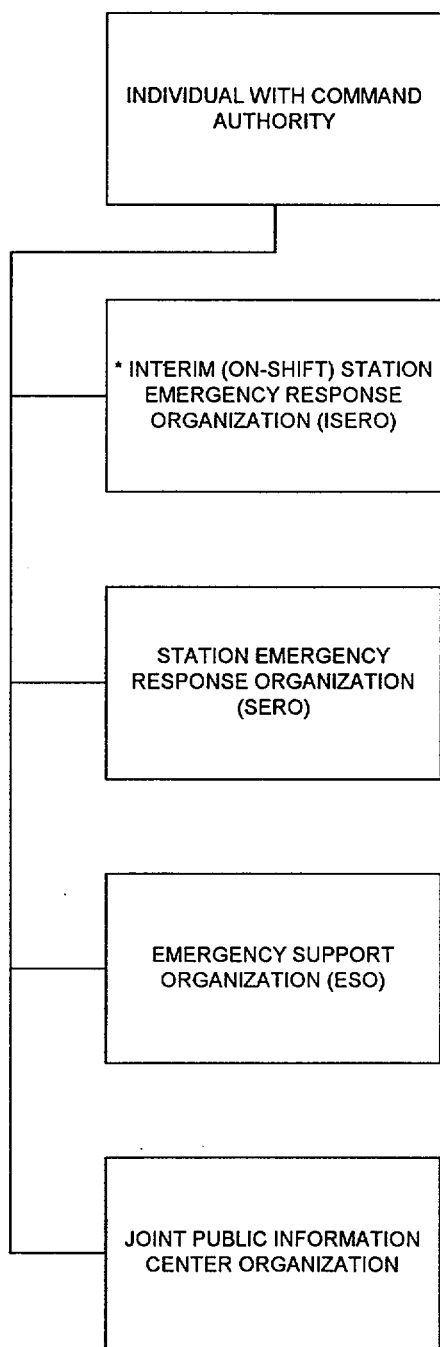 INDIVIDUAL WITH COMMAND
AUTHORITY
* INTERIM (ON-SHIFT) STATION
EMERGENCY RESPONSE
ORGANIZATION (ISERO)
STATION EMERGENCY
RESPONSE ORGANIZATION
(SERO)
EMERGENCY SUPPORT
ORGANIZATION (ESO)
JOINT PUBLIC INFORMATION
CENTER ORGANIZATION